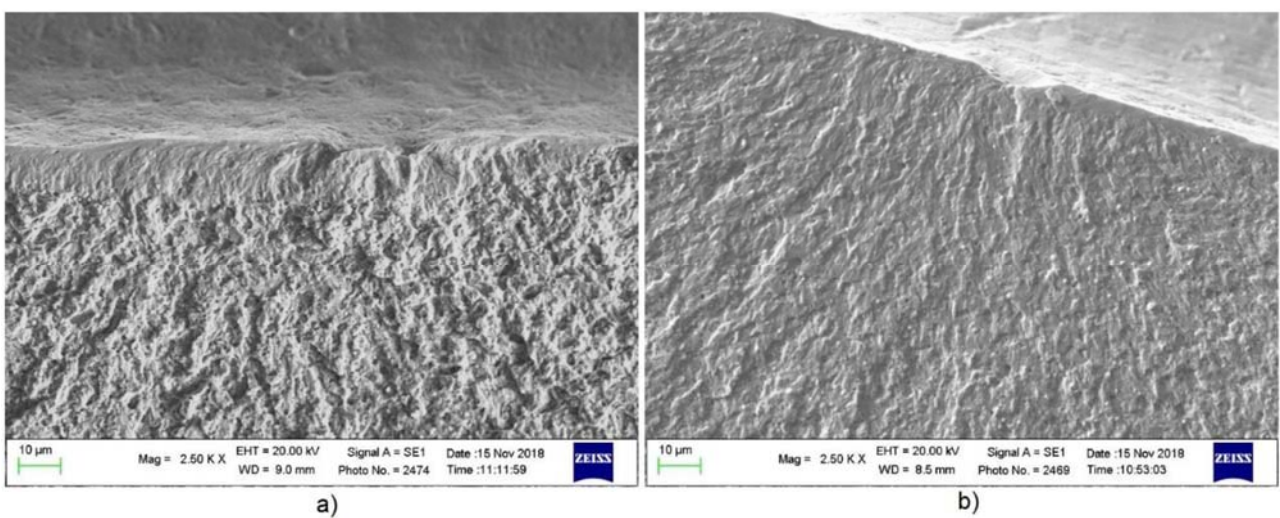 10 µm
Mag = 2.50 K X
EHT = 20.00 kV
WD = 9.0 mm
Signal A = SE1
Photo No. = 2474
Date :15 Nov 2018
Time :11:11:59
ZEISS
a)
10 µm
Mag = 2.50 K X
EHT = 20.00 kV
WD = 8.5 mm
Signal A = SE1
Photo No. = 2469
Date :15 Nov 2018
Time :10:53:03
ZEISS
b)